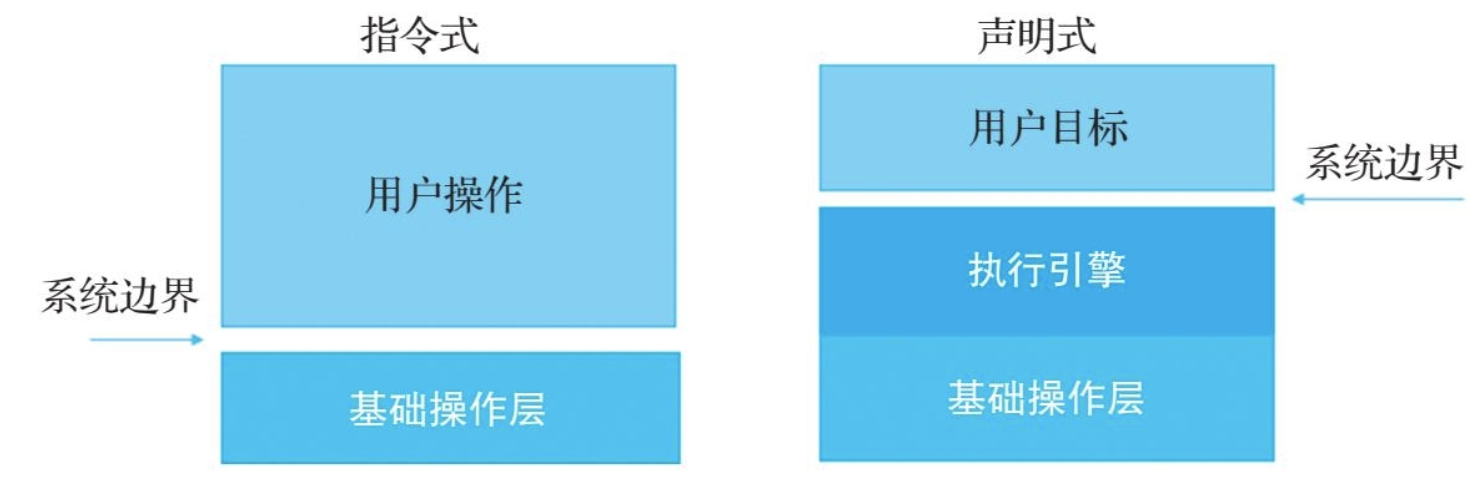 指令式
用户操作
系统边界
基础操作层
声明式
用户目标
系统边界
执行引擎
基础操作层